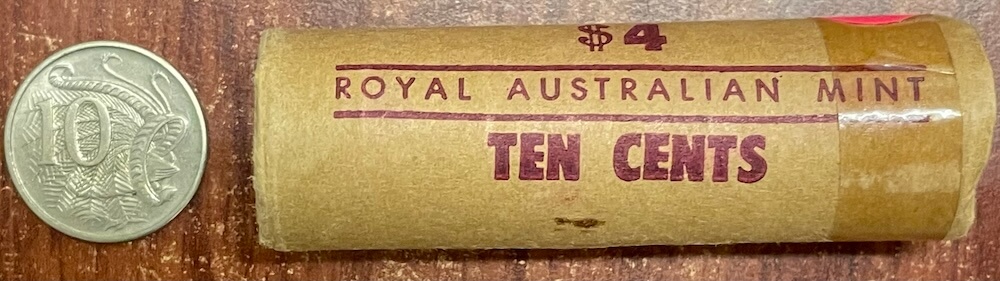 10
$4
ROYAL AUSTRALIAN MINT
TEN CENTS